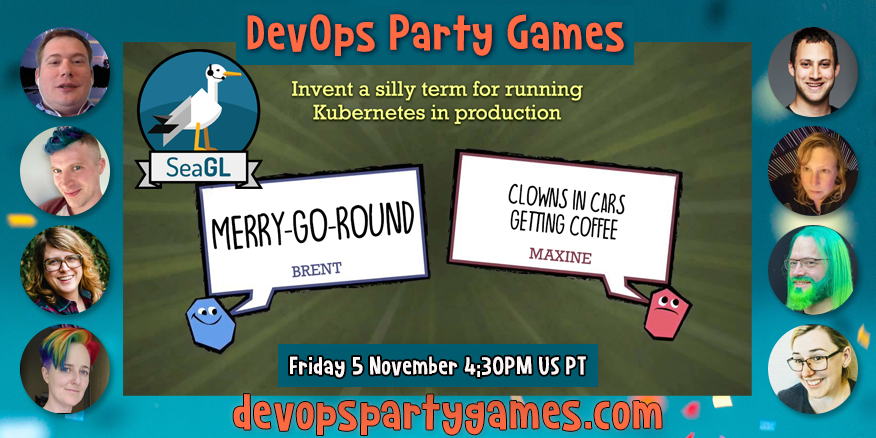 DevOps Party Games
Invent a silly term for running
Kubernetes in production
SeaGL
MERRY-GO-ROUND
BRENT
CLOWNS IN CARS
GETTING COFFEE
MAXINE
Friday 5 November 4:30PM US PT
devopspartygames.com